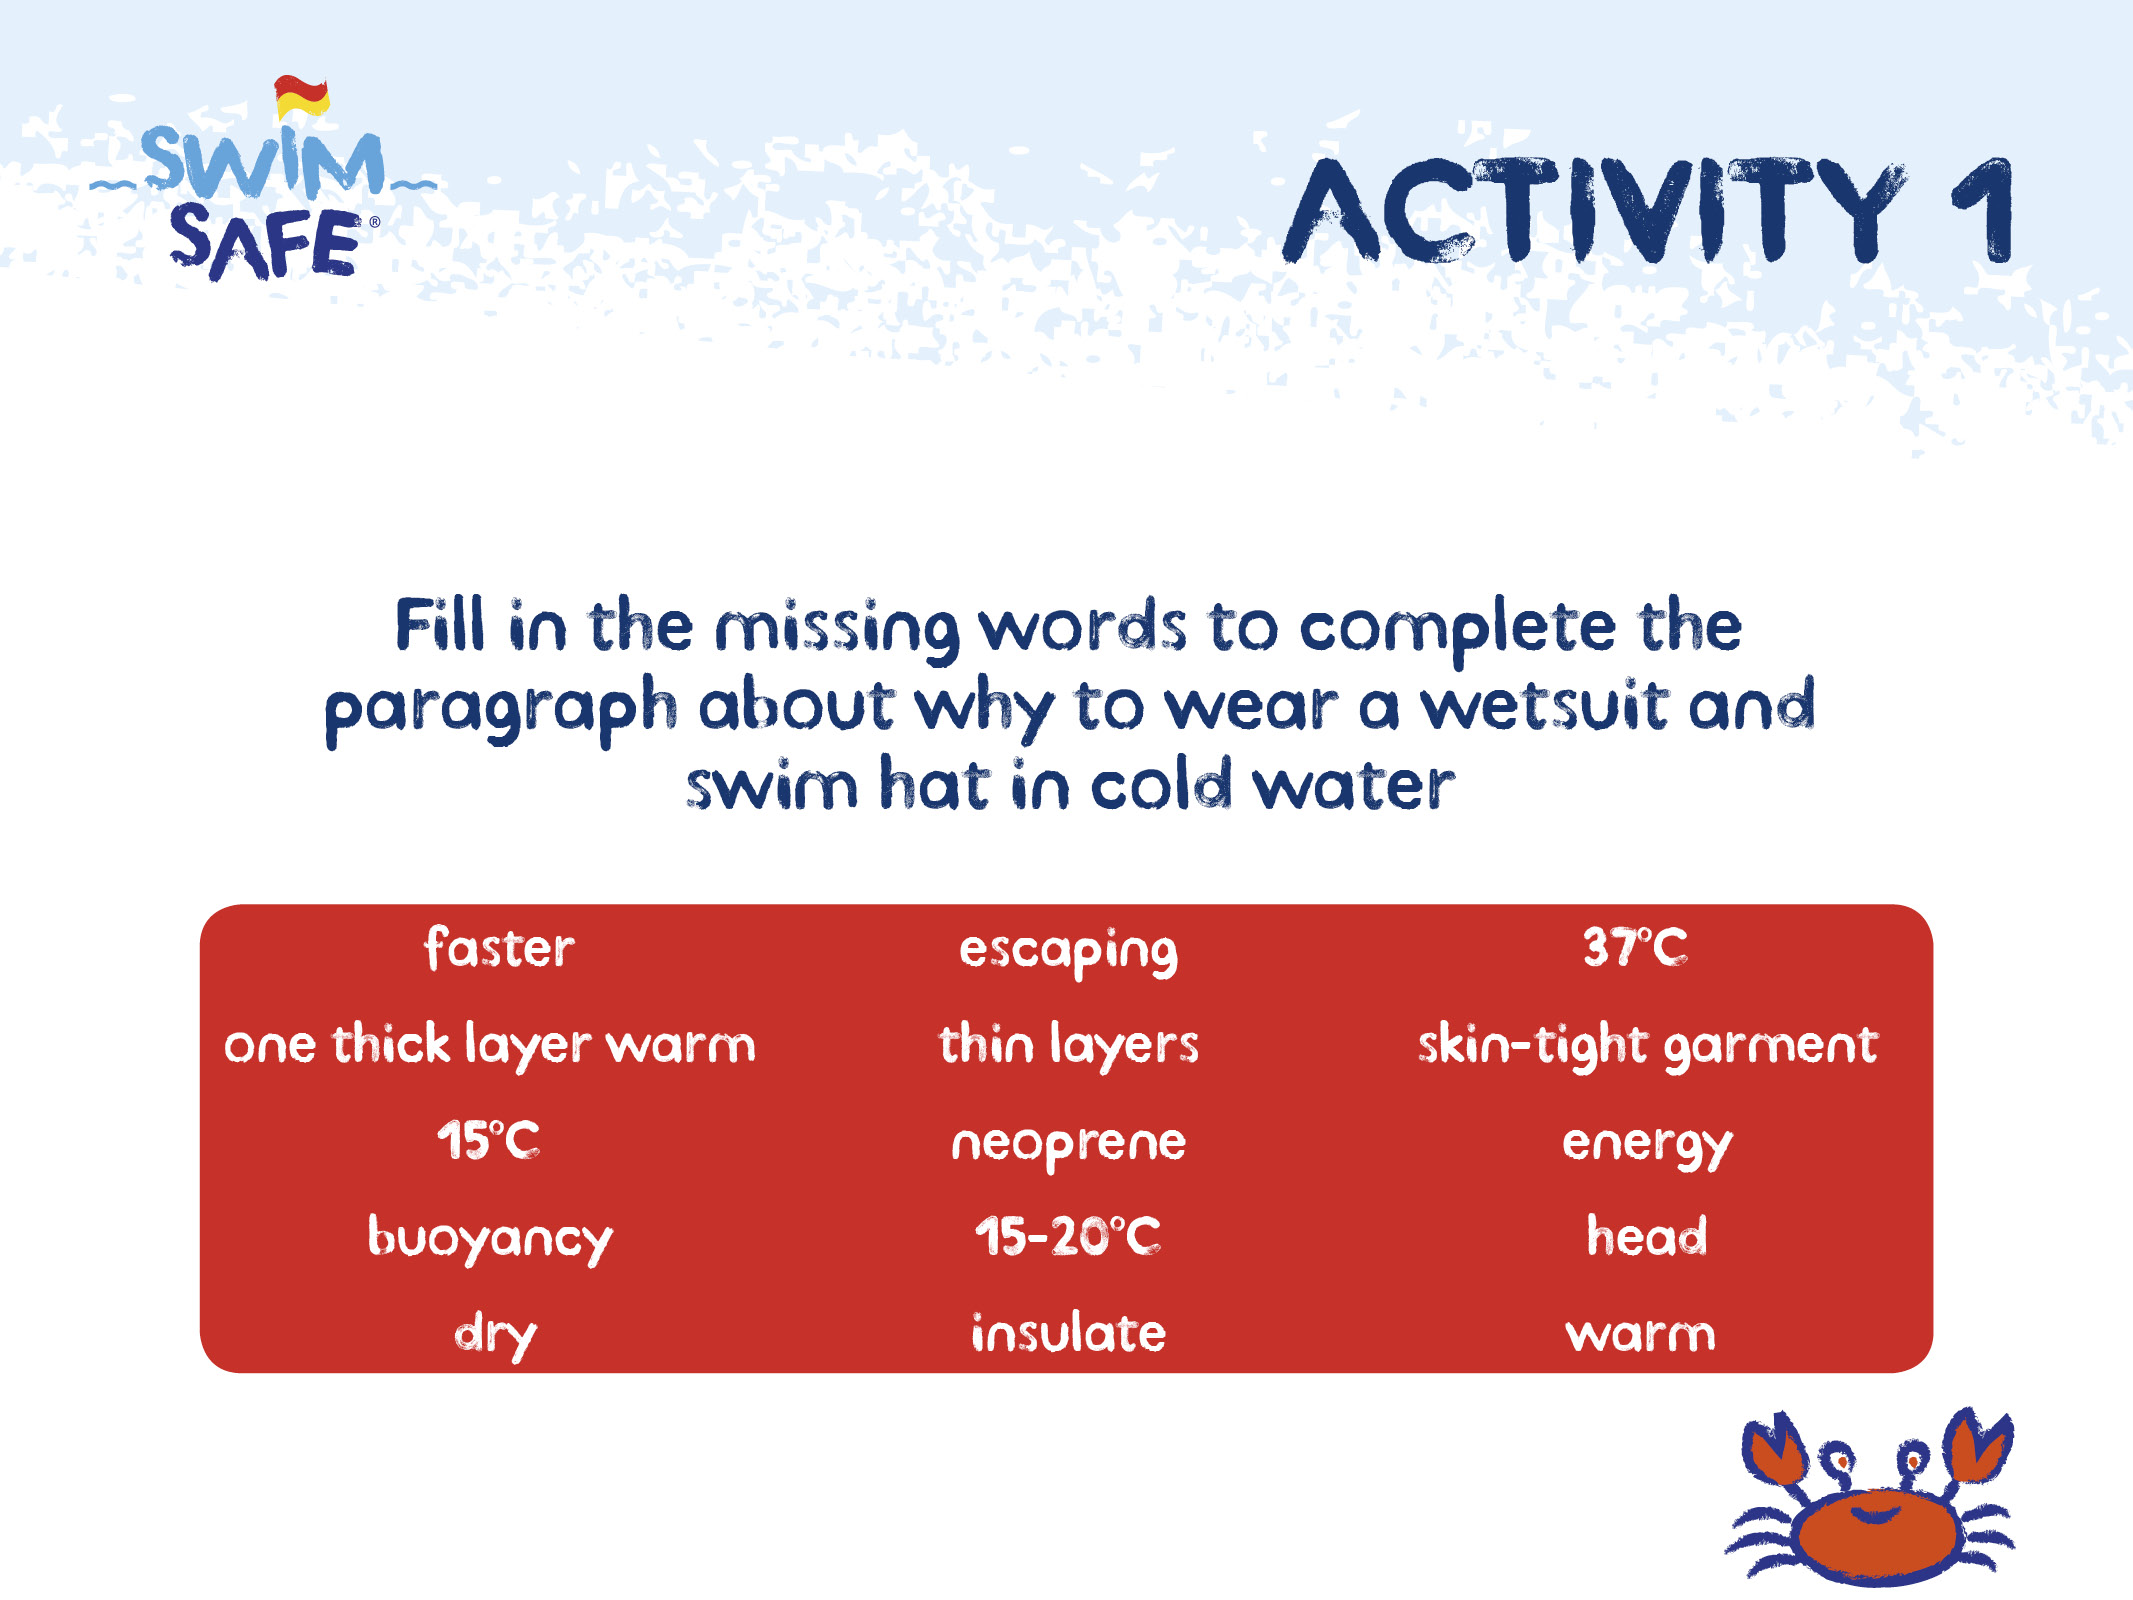 SWIM
SAFE®
ACTIVITY 1
Fill in the missing words to complete the
paragraph about why to wear a wetsuit and
swim hat in cold water
faster escaping 37°C
one thick layer warm thin layers skin-tight garment
15°C neoprene energy
buoyancy 15-20°C head
dry insulate warm